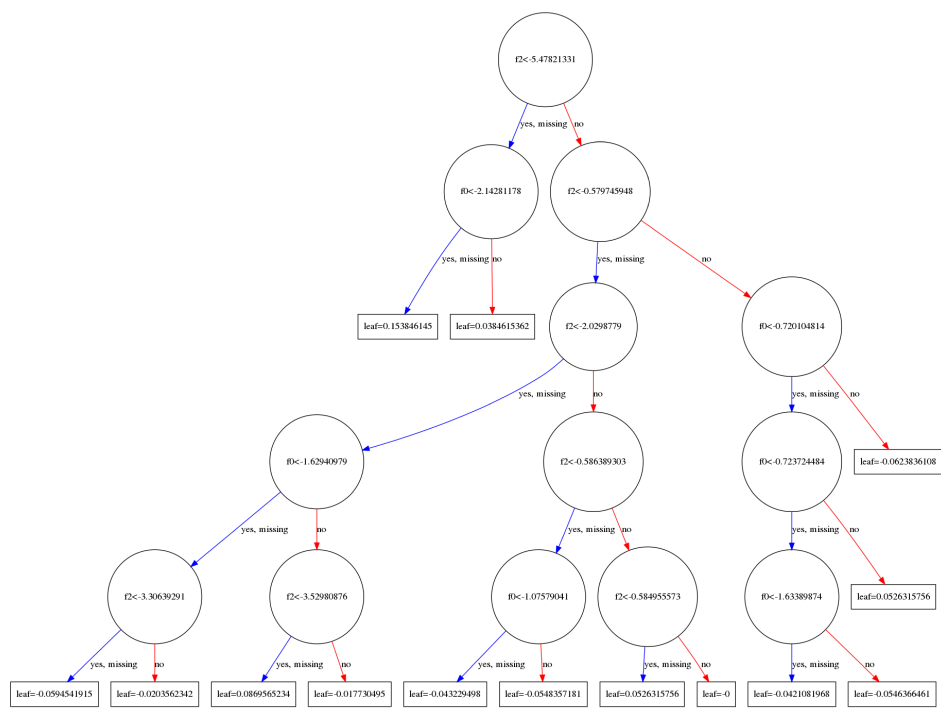 f2<-5.47821331
yes, missing
no
f0<-2.14281178
f2<-0.579745948
yes, missing
no
yes, missing
no
leaf=0.153846145
leaf=0.0384615362
f2<-2.0298779
f0<-0.720104814
yes, missing
no
yes, missing
no
f0<-1.62940979
f2<-0.586389303
f0<-0.723724484
leaf=-0.0623836108
yes, missing
no
yes, missing
no
yes, missing
no
f2<-3.30639291
f2<-3.52980876
f0<-1.07579041
f2<-0.584955573
f0<-1.63389874
leaf=0.0526315756
yes, missing
no
yes, missing
no
yes, missing
no
yes, missing
no
yes, missing
no
leaf=-0.0594541915
leaf=-0.0203562342
leaf=0.0869565234
leaf=-0.017730495
leaf=-0.043229498
leaf=-0.0548357181
leaf=0.0526315756
leaf=-0
leaf=-0.0421081968
leaf=-0.0546366461